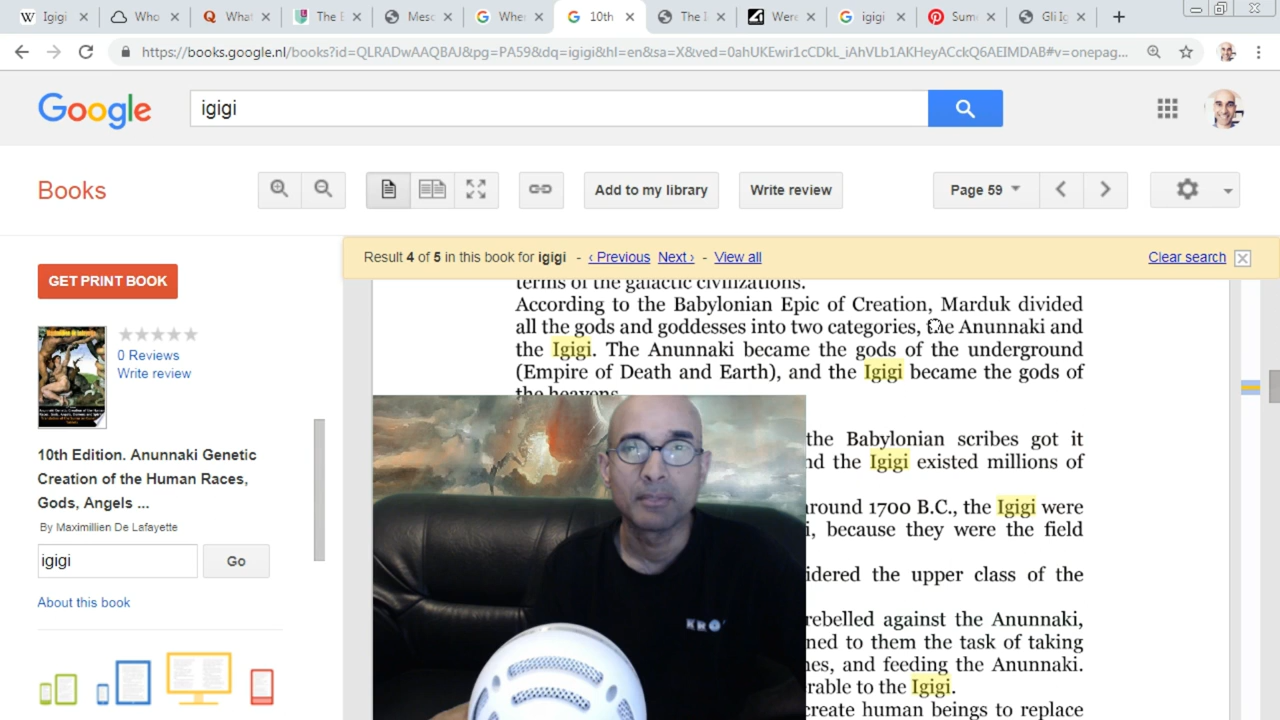 Igigi
Who
What
The E
Mesc
Wher
10th
The I
Were
igigi
Sum
Gli Ig
https://books.google.nl/books?id=QLRADwAAQBAJ&pg=PA59&dq=igigi&hl=en&sa=X&ved=0ahUKEwir1cCDkL_iAhVLb1AKHeyACckQ6AEIMDAB#v=onepag...
Google
igigi
Books
Add to my library
Write review
Page 59
Result 4 of 5 in this book for igigi - ‹ Previous Next › - View all
Clear search
GET PRINT BOOK
0 Reviews
Write review
10th Edition. Anunnaki Genetic
Creation of the Human Races,
Gods, Angels ...
By Maximillien De Lafayette
igigi
Go
About this book
terms of the galactic civilizations.
According to the Babylonian Epic of Creation, Marduk divided
all the gods and goddesses into two categories, the Anunnaki and
the Igigi. The Anunnaki became the gods of the underground
(Empire of Death and Earth), and the Igigi became the gods of
the heavens.
the Babylonian scribes got it
nd the Igigi existed millions of
around 1700 B.C., the Igigi were
i, because they were the field
idered the upper class of the
rebelled against the Anunnaki,
ned to them the task of taking
nes, and feeding the Anunnaki.
rable to the Igigi.
create human beings to replace